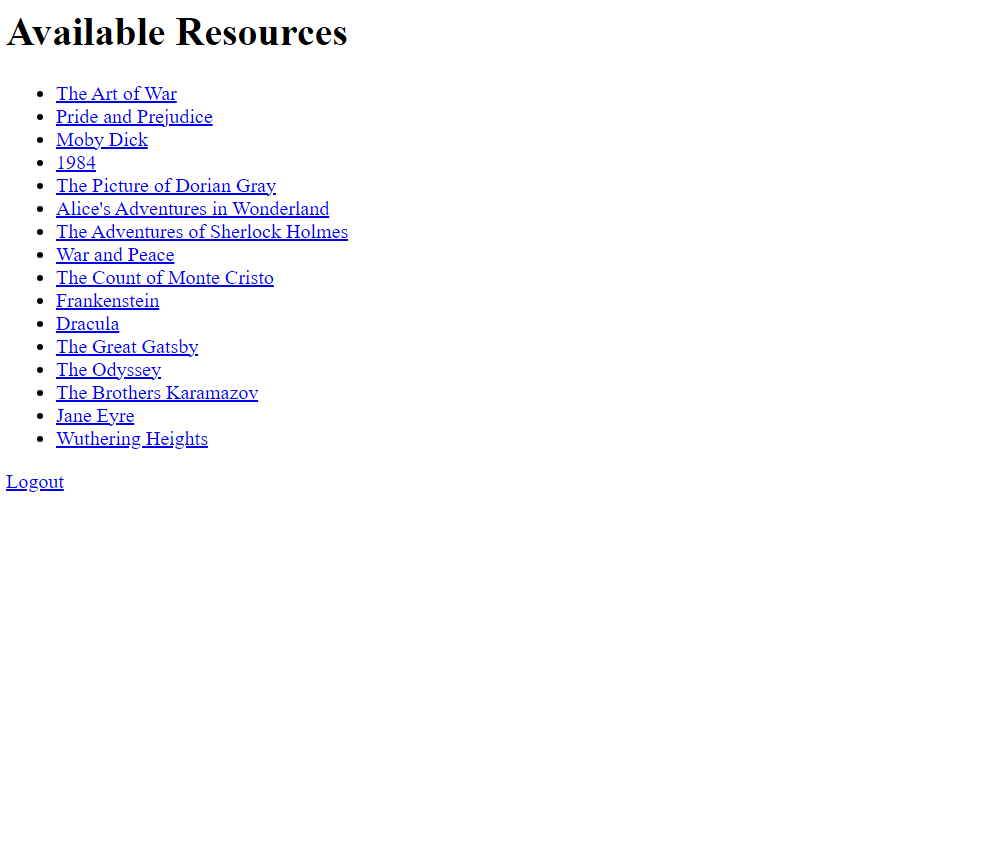 Available Resources
The Art of War
Pride and Prejudice
Moby Dick
1984
The Picture of Dorian Gray
Alice's Adventures in Wonderland
The Adventures of Sherlock Holmes
War and Peace
The Count of Monte Cristo
Frankenstein
Dracula
The Great Gatsby
The Odyssey
The Brothers Karamazov
Jane Eyre
Wuthering Heights
Logout